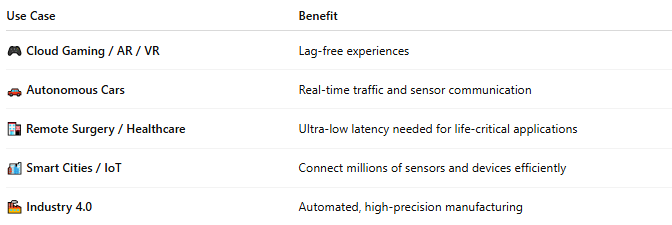 Use Case Benefit
🎮 Cloud Gaming / AR / VR Lag-free experiences
🚗 Autonomous Cars Real-time traffic and sensor communication
🏥 Remote Surgery / Healthcare Ultra-low latency needed for life-critical applications
🏙️ Smart Cities / IoT Connect millions of sensors and devices efficiently
🏭 Industry 4.0 Automated, high-precision manufacturing